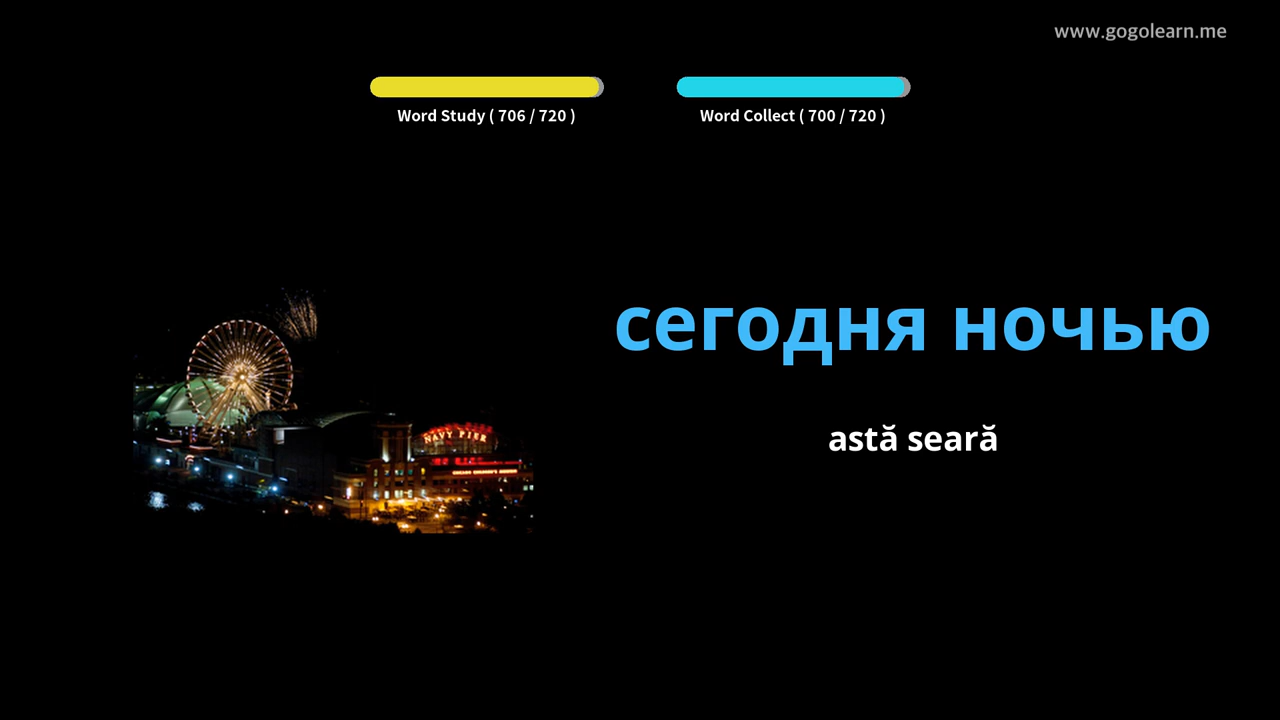 www.gogolearn.me
Word Study ( 706 / 720 )
Word Collect ( 700 / 720 )
сегодня ночью
astă seară
NAVY PIER